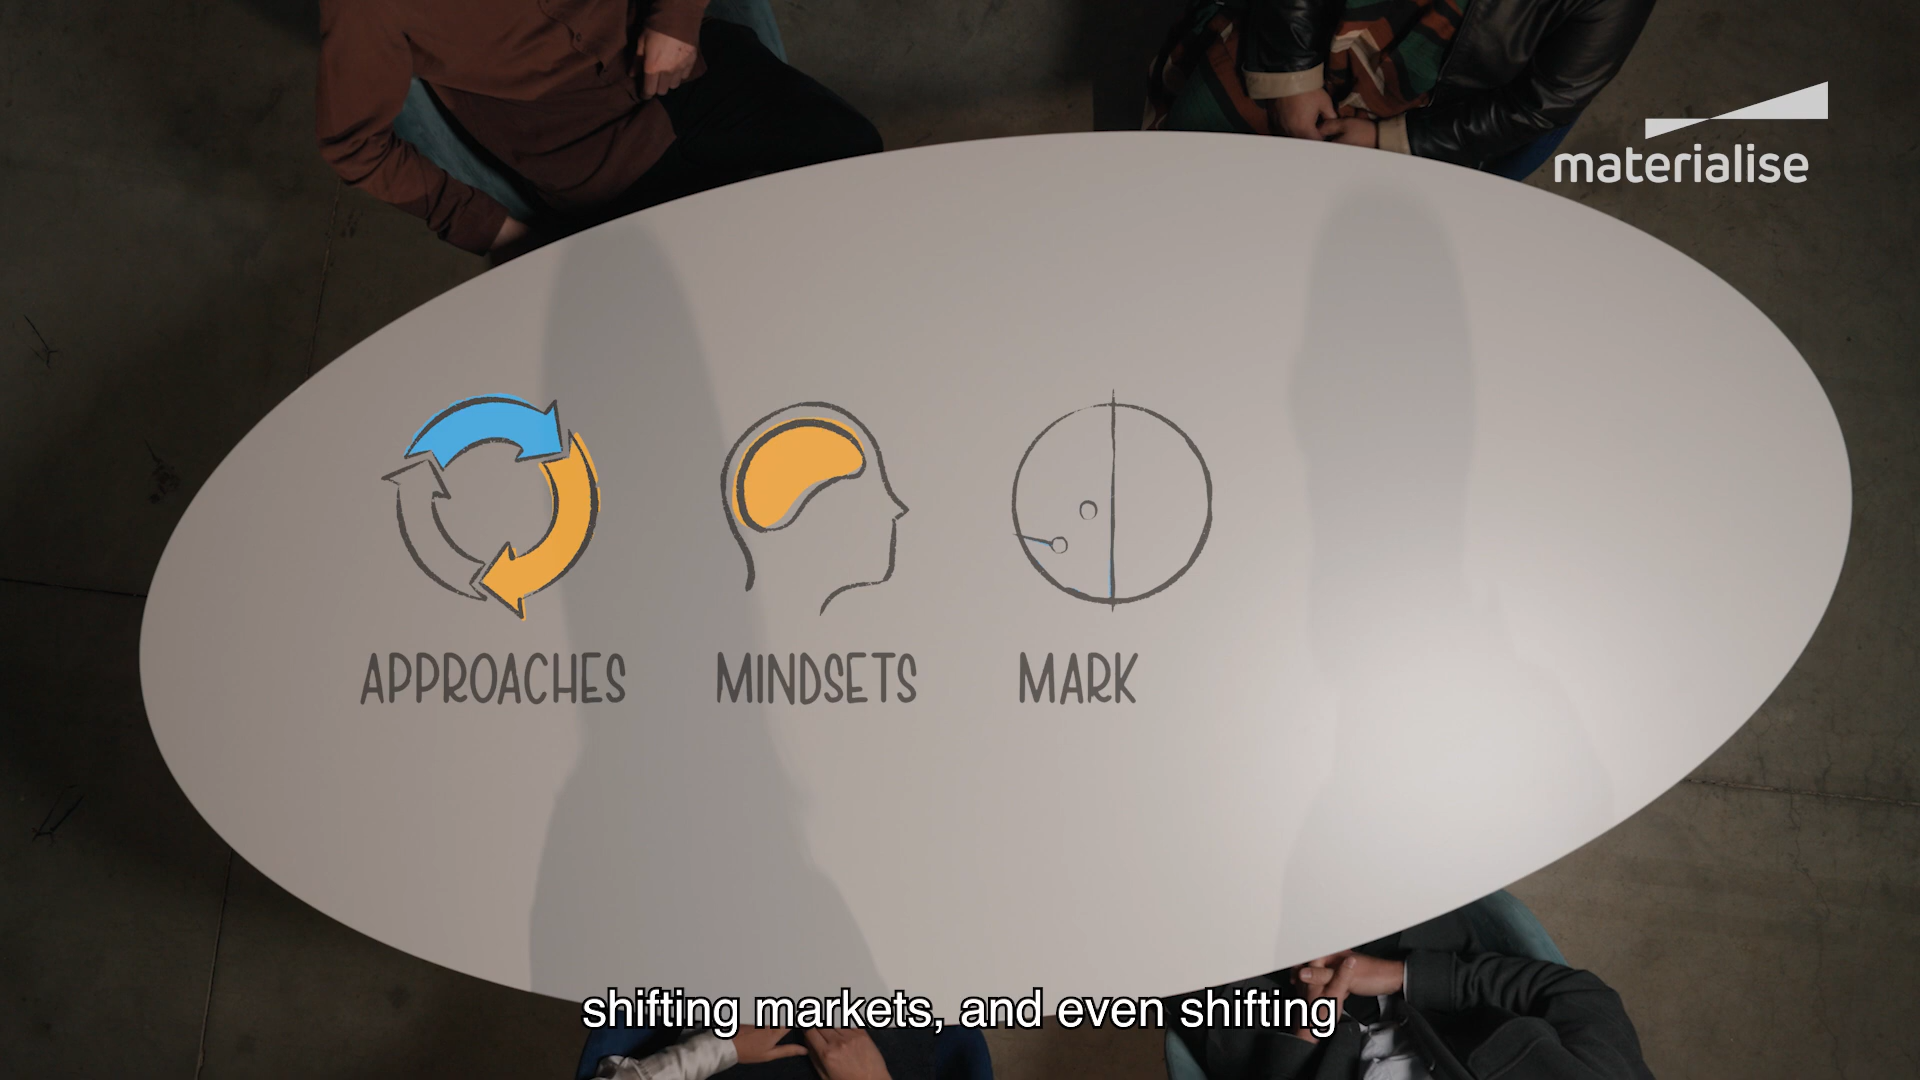 materialise
APPROACHES MINDSETS MARK
shifting markets, and even shifting